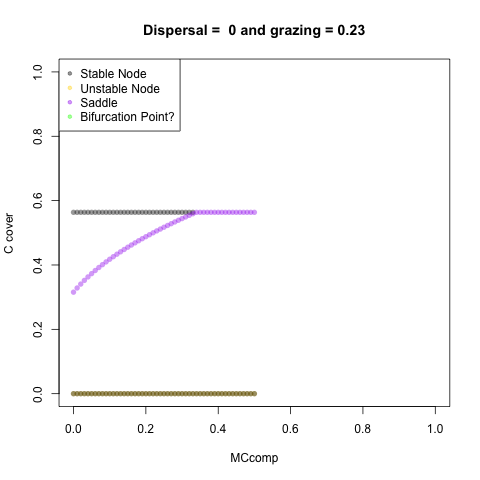 Dispersal =  0 and grazing = 0.23
Stable Node
Unstable Node
Saddle
Bifurcation Point?
1.0
0.8
0.6
0.4
0.2
0.0
C cover
0.0 0.2 0.4 0.6 0.8 1.0
MCcomp